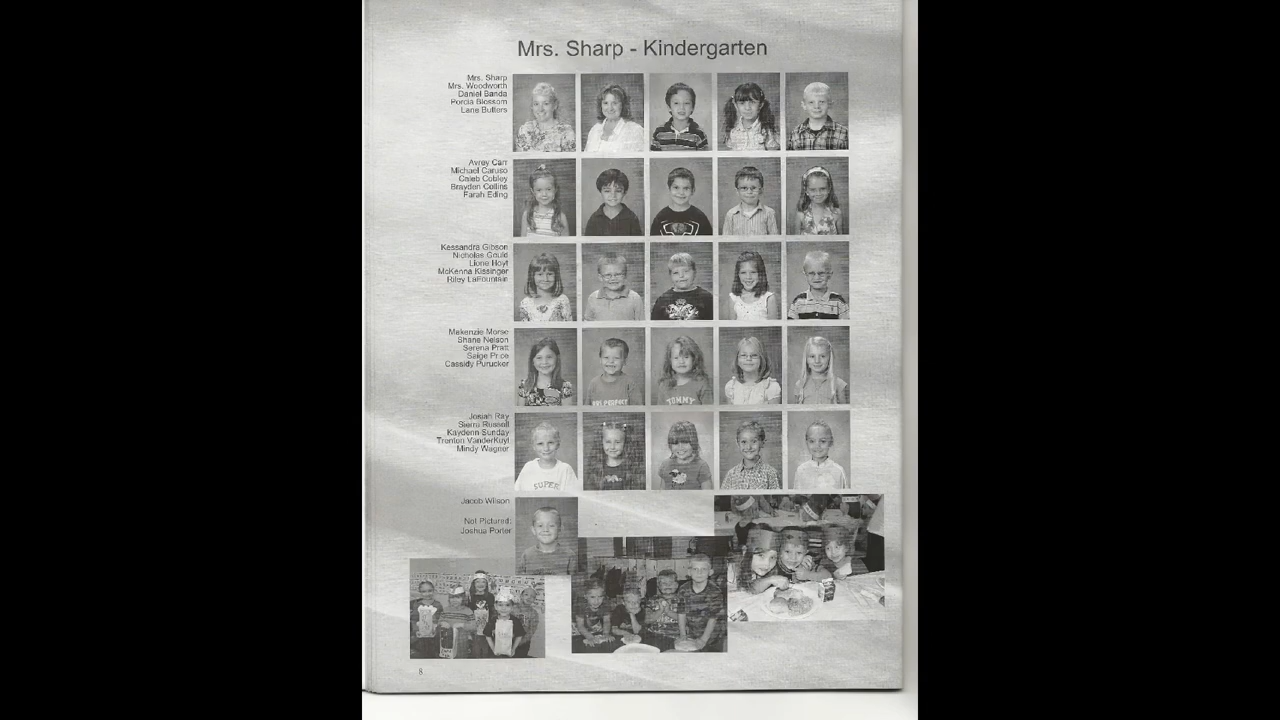 Mrs. Sharp - Kindergarten
Mrs. Sharp
Mrs. Woodworth
Daniel Banda
Porcia Blossom
Lane Butters
Avrey Carr
Michael Caruso
Caleb Cobley
Brayden Collins
Farah Eding
Kessandra Gibson
Nicholas Gould
Lione Hoyt
McKenna Kissinger
Riley LaFountain
Makenzie Morse
Shane Nelson
Serena Pratt
Saige Price
Cassidy Purucker
TOMMY
Josiah Ray
Sierra Russell
Kaydenn Sunday
Trenton VanderKuyl
Mindy Wagner
SUPER
Jacob Wilson
Not Pictured:
Joshua Porter
8